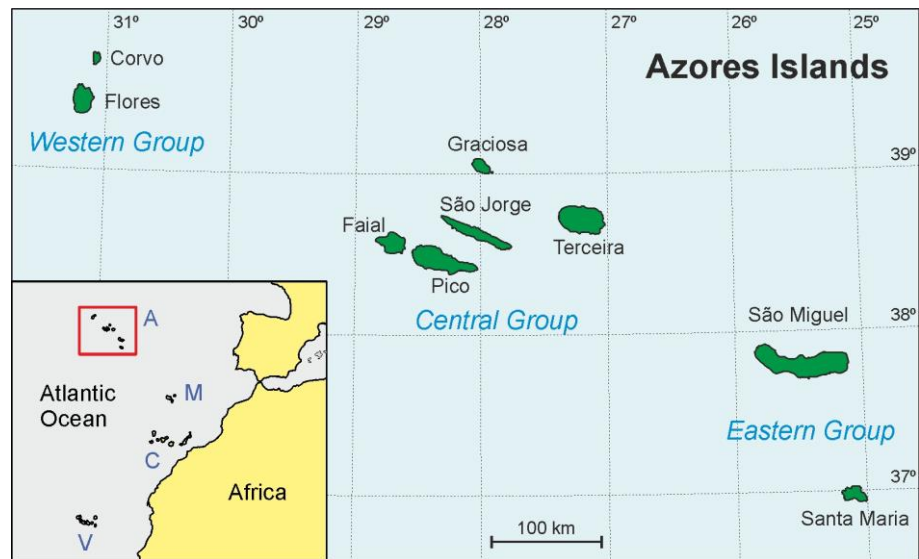 31º 30º 29º 28º 27º 26º 25º
Azores Islands
Corvo
Flores
Western Group
Graciosa
39º
São Jorge
Faial
Terceira
Pico
Central Group
38º
São Miguel
Eastern Group
37º
Santa Maria
100 km
A
Atlantic
Ocean
M
C
Africa
V